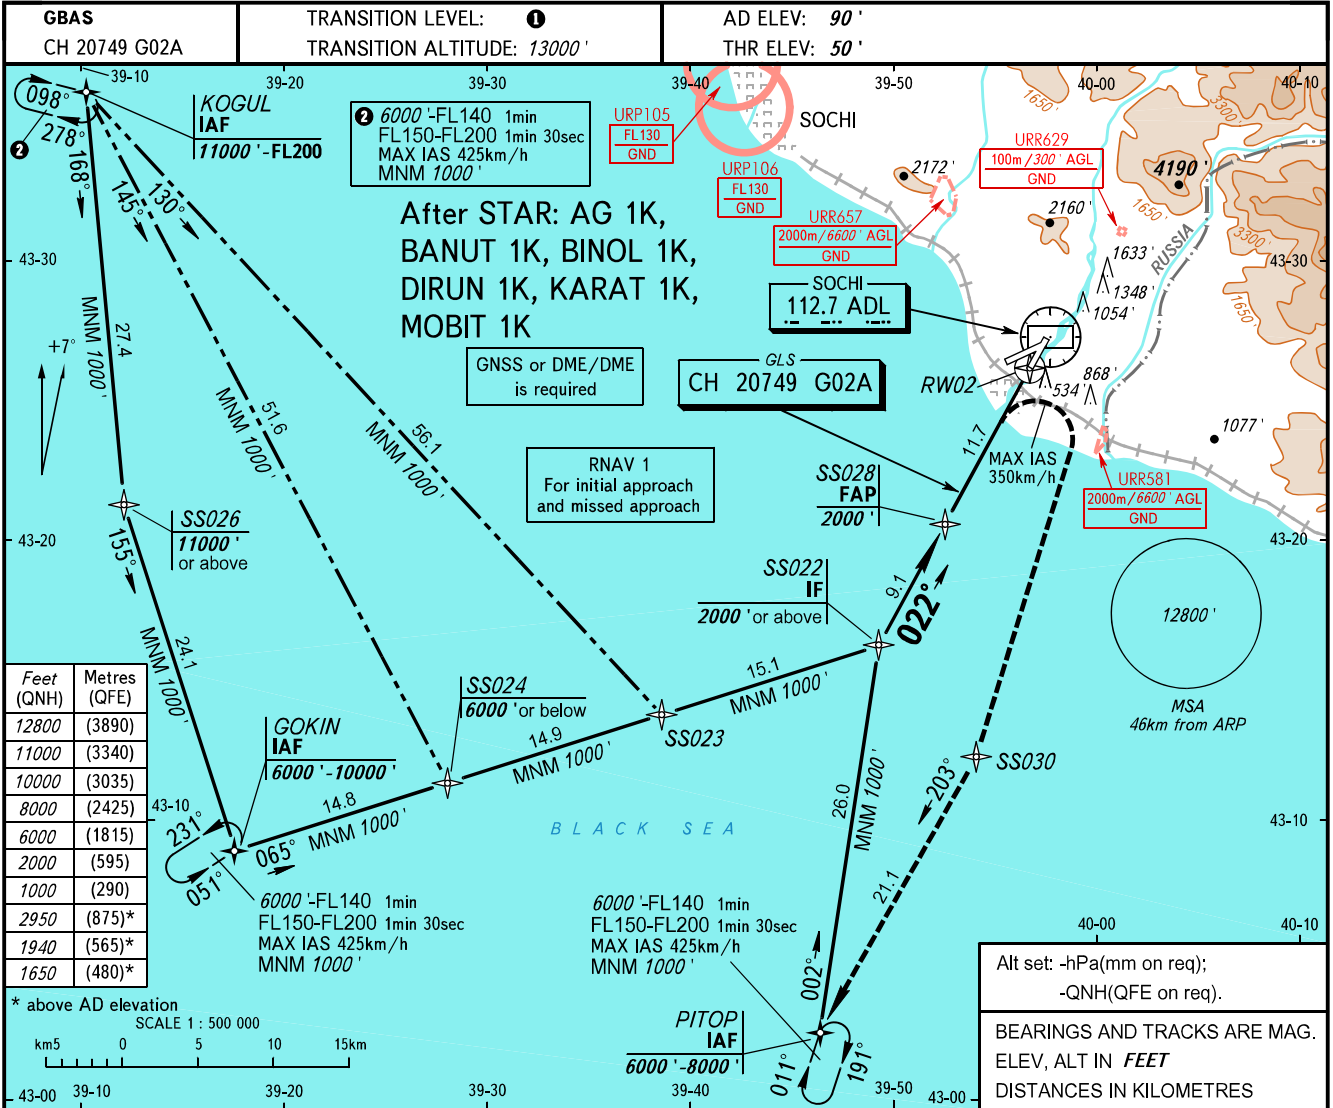 GBAS
CH 20749 G02A
TRANSITION LEVEL: ❶
TRANSITION ALTITUDE: 13000 '
AD ELEV: 90 '
THR ELEV: 50 '
39-10
39-20
39-30
39-40
39-50
40-00
43-40
098°
278°
❷
168°
145°
130°
KOGUL
IAF
11000 '-FL200
❷ 6000 '-FL140 1min
FL150-FL200 1min 30sec
MAX IAS 425km/h
MNM 1000 '
After STAR: AG 1K,
BANUT 1K, BINOL 1K,
DIRUN 1K, KARAT 1K,
MOBIT 1K
GNSS or DME/DME
is required
RNAV 1
For initial approach
and missed approach
URP105
FL130
GND
URP106
FL130
GND
SOCHI
URR657
2000m/6600 ' AGL
GND
URR629
100m/300 ' AGL
GND
2172 '
2160 '
4190 '
1650 '
3300 '
1650 '
3300 '
1650 '
RUSSIA
1633 '
1348 '
1054 '
43-30
43-30
SOCHI
112.7 ADL
GLS
CH 20749 G02A
RW02
534 '
868 '
1077 '
MAX IAS
350km/h
URR581
2000m/6600 ' AGL
GND
+7°
27.4
MNM 1000 '
51.6
MNM 1000 '
56.1
MNM 1000 '
11.7
SS028
FAP
2000 '
SS026
11000 '
or above
43-20
43-20
155°
24.1
MNM 1000 '
SS022
IF
2000 ' or above
9.1
022°
12800 '
MSA
46km from ARP
Feet (QNH) Metres (QFE)
12800 (3890)
11000 (3340)
10000 (3035)
8000 (2425)
6000 (1815)
2000 (595)
1000 (290)
2950 (875)*
1940 (565)*
1650 (480)*
* above AD elevation
SS024
6000 ' or below
GOKIN
IAF
6000 '-10000 '
SS023
15.1
MNM 1000 '
14.9
MNM 1000 '
14.8
MNM 1000 '
SS030
203°
21.1
26.0
MNM 1000 '
43-10
43-10
231°
051°
065°
BLACK SEA
6000 '-FL140 1min
FL150-FL200 1min 30sec
MAX IAS 425km/h
MNM 1000 '
6000 '-FL140 1min
FL150-FL200 1min 30sec
MAX IAS 425km/h
MNM 1000 '
002°
PITOP
IAF
6000 '-8000 '
011°
191°
40-00
40-10
Alt set: -hPa(mm on req);
-QNH(QFE on req).
BEARINGS AND TRACKS ARE MAG.
ELEV, ALT IN FEET
DISTANCES IN KILOMETRES
SCALE 1 : 500 000
km5 0 5 10 15km
43-00
39-10
39-20
39-30
39-40
39-50
43-00